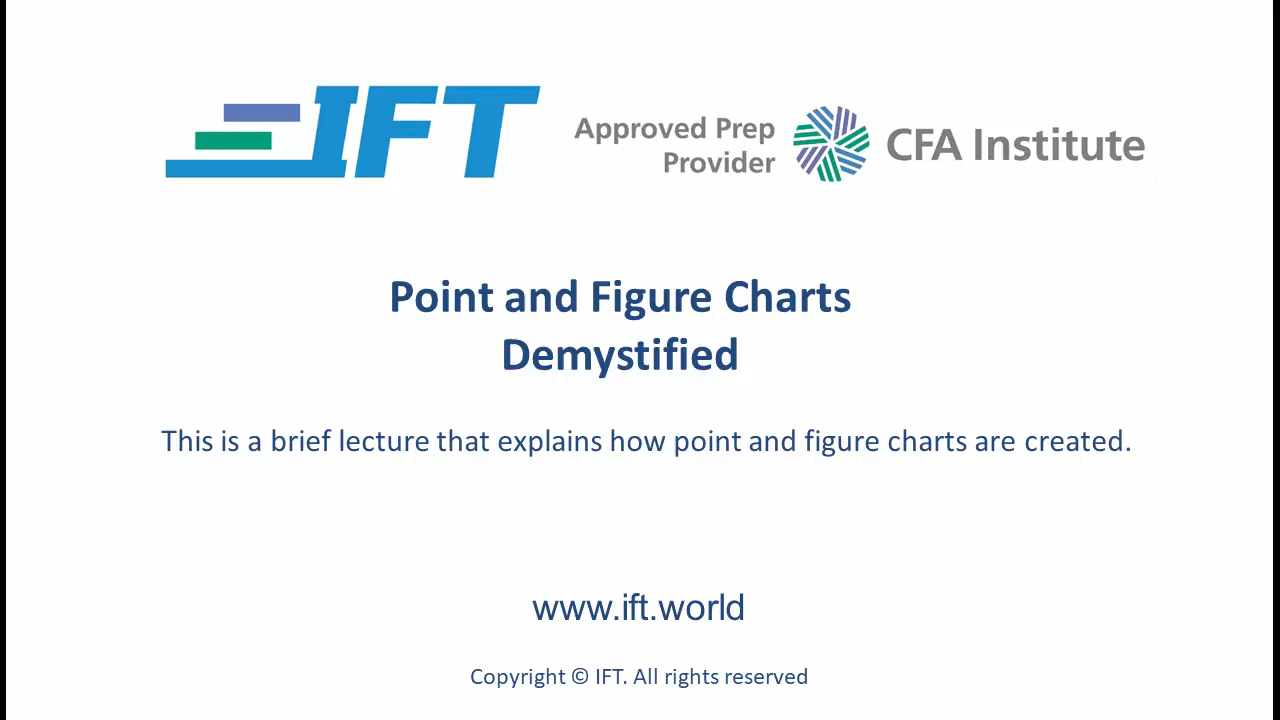 IFT
Approved Prep
Provider
CFA Institute
Point and Figure Charts
Demystified
This is a brief lecture that explains how point and figure charts are created.
www.ift.world
Copyright © IFT. All rights reserved